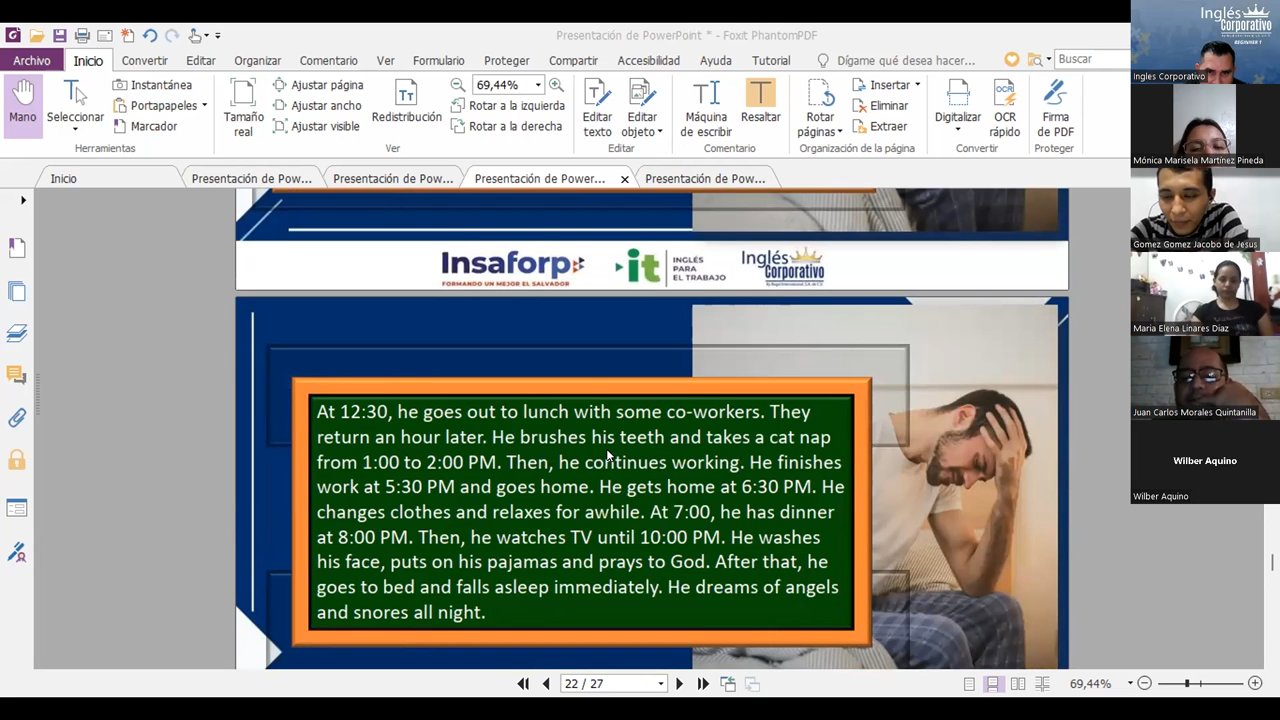 Presentación de PowerPoint * - Foxit PhantomPDF
Archivo Inicio Convertir Editar Organizar Comentario Ver Formulario Proteger Compartir Accesibilidad Ayuda Tutorial Dígame qué desea hacer... Buscar
Mano
Seleccionar
Instantánea
Portapapeles
Marcador
Herramientas
Tamaño real
Ajustar página
Ajustar ancho
Ajustar visible
Redistribución
69,44%
Rotar a la izquierda
Rotar a la derecha
Ver
Editar texto
Editar objeto
Editar
Máquina de escribir
Resaltar
Comentario
Rotar páginas
Insertar
Eliminar
Extraer
Organización de la página
Digitalizar
OCR rápido
Convertir
Firma de PDF
Proteger
Inicio
Presentación de Pow...
Presentación de Pow...
Presentación de Power...
Presentación de Pow...
Insaforp
FORMANDO UN MEJOR EL SALVADOR
it
INGLÉS
PARA
EL TRABAJO
Inglés
Corporativo
At 12:30, he goes out to lunch with some co-workers. They
return an hour later. He brushes his teeth and takes a cat nap
from 1:00 to 2:00 PM. Then, he continues working. He finishes
work at 5:30 PM and goes home. He gets home at 6:30 PM. He
changes clothes and relaxes for awhile. At 7:00, he has dinner
at 8:00 PM. Then, he watches TV until 10:00 PM. He washes
his face, puts on his pajamas and prays to God. After that, he
goes to bed and falls asleep immediately. He dreams of angels
and snores all night.
22 / 27
69,44%
Inglés
Corporativo
BEGINNER 1
Ingles Corporativo
Mónica Marisela Martínez Pineda
Gomez Gomez Jacobo de Jesus
Maria Elena Linares Diaz
Juan Carlos Morales Quintanilla
Wilber Aquino
Wilber Aquino